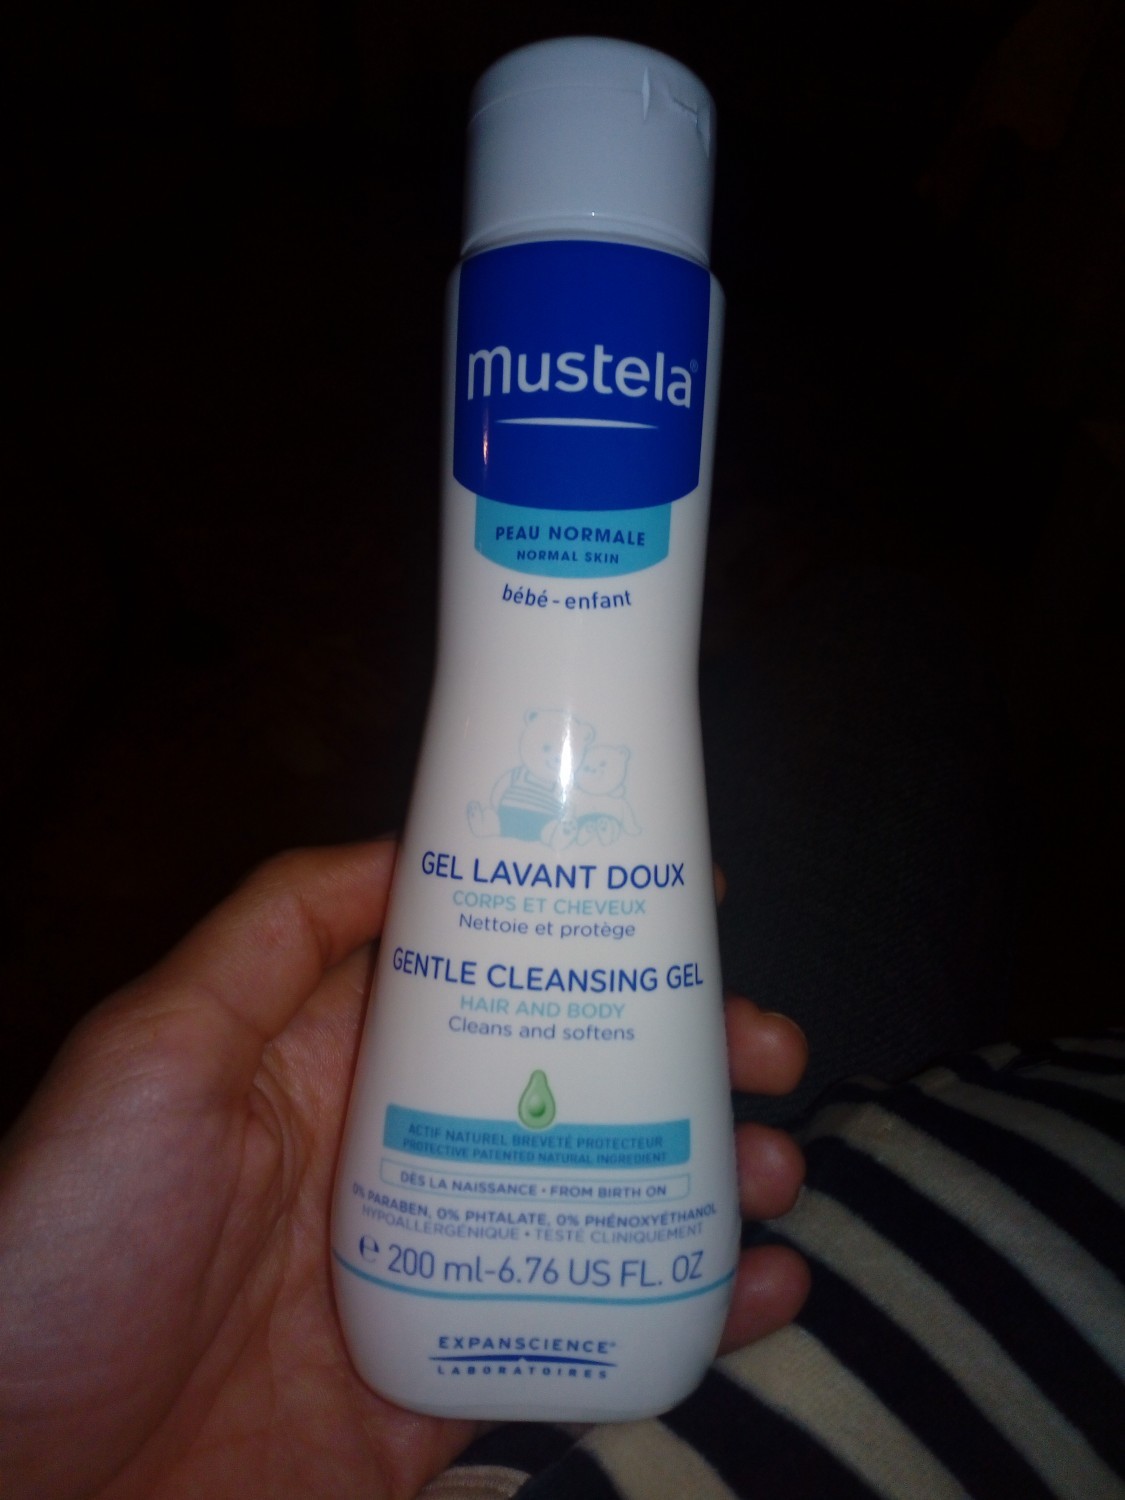 mustela®
PEAU NORMALE
NORMAL SKIN
bébé - enfant
GEL LAVANT DOUX
CORPS ET CHEVEUX
Nettoie et protège
GENTLE CLEANSING GEL
HAIR AND BODY
Cleans and softens
ACTIF NATUREL BREVETÉ PROTECTEUR
PROTECTIVE PATENTED NATURAL INGREDIENT
DÈS LA NAISSANCE • FROM BIRTH ON
0% PARABEN, 0% PHTALATE, 0% PHÉNOXYÉTHANOL
HYPOALLERGÉNIQUE • TESTÉ CLINIQUEMENT
℮ 200 ml-6.76 US FL. OZ
EXPANSCIENCE®
LABORATOIRES